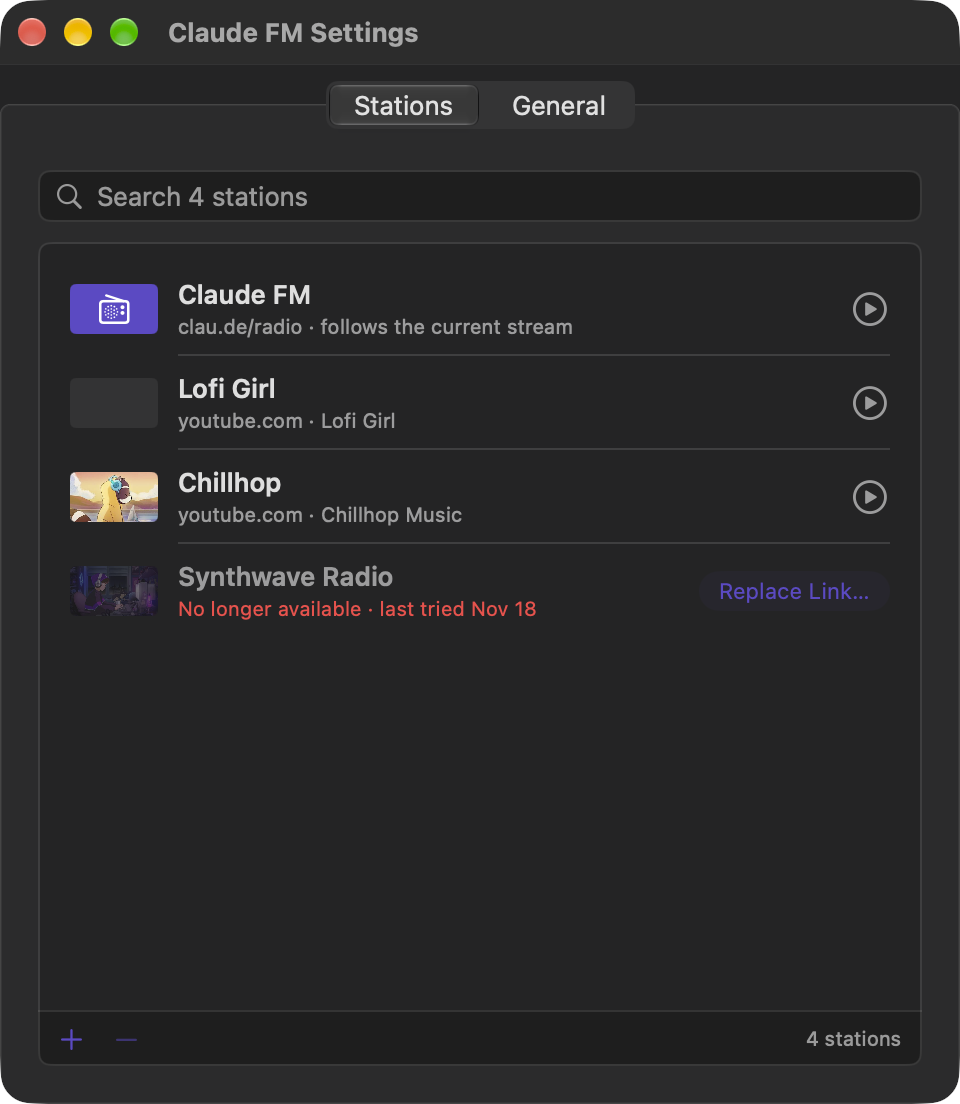 Claude FM Settings
Stations
General
Search 4 stations
Claude FM
clau.de/radio · follows the current stream
Lofi Girl
youtube.com · Lofi Girl
Chillhop
youtube.com · Chillhop Music
Synthwave Radio
No longer available · last tried Nov 18
Replace Link...
4 stations